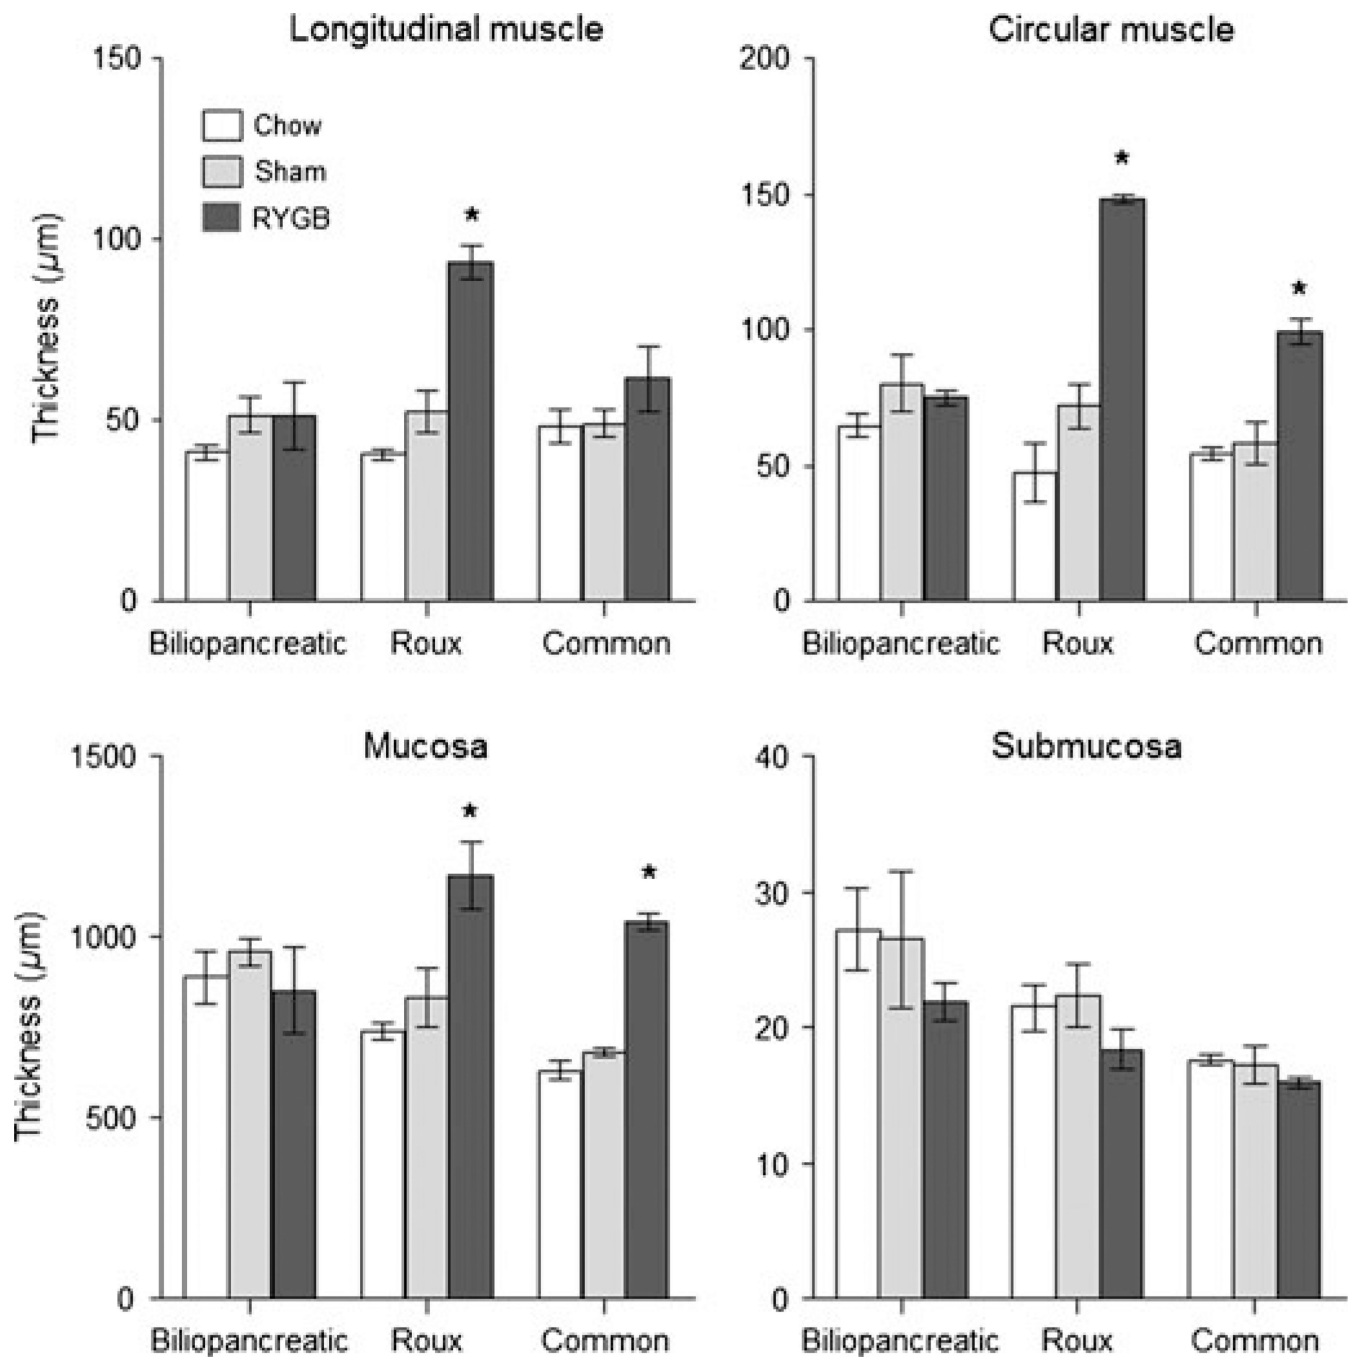 Longitudinal muscle
150
100
50
0
Thickness (µm)
Chow
Sham
RYGB
*
Biliopancreatic Roux Common
Circular muscle
200
150
100
50
0
*
*
Biliopancreatic Roux Common
Mucosa
1500
1000
500
0
Thickness (µm)
*
*
Biliopancreatic Roux Common
Submucosa
40
30
20
10
0
Biliopancreatic Roux Common